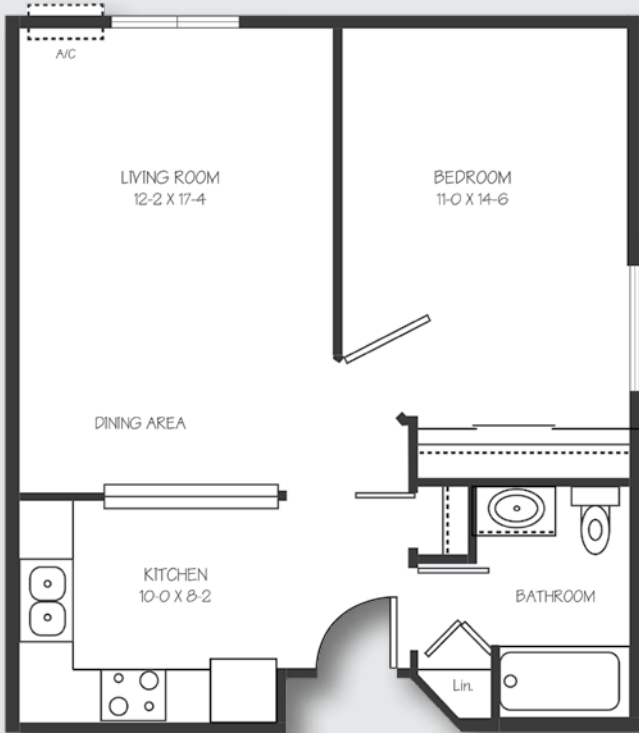 A/C
LIVING ROOM
12-2 X 17-4
BEDROOM
11-0 X 14-6
DINING AREA
KITCHEN
10-0 X 8-2
BATHROOM
Lin.